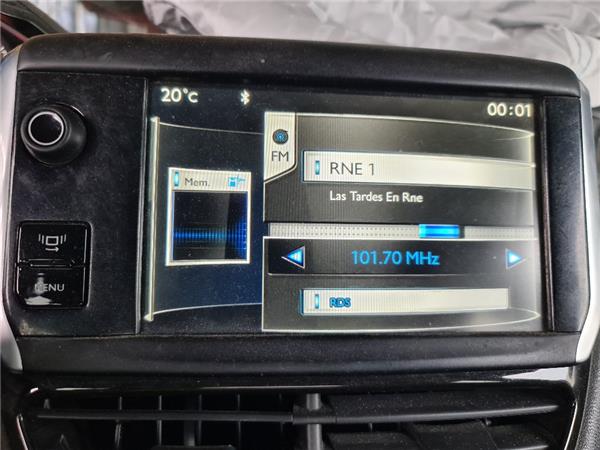 20°C
00:01
FM
RNE 1
Mem.
Las Tardes En Rne
101.70 MHz
MENU
RDS